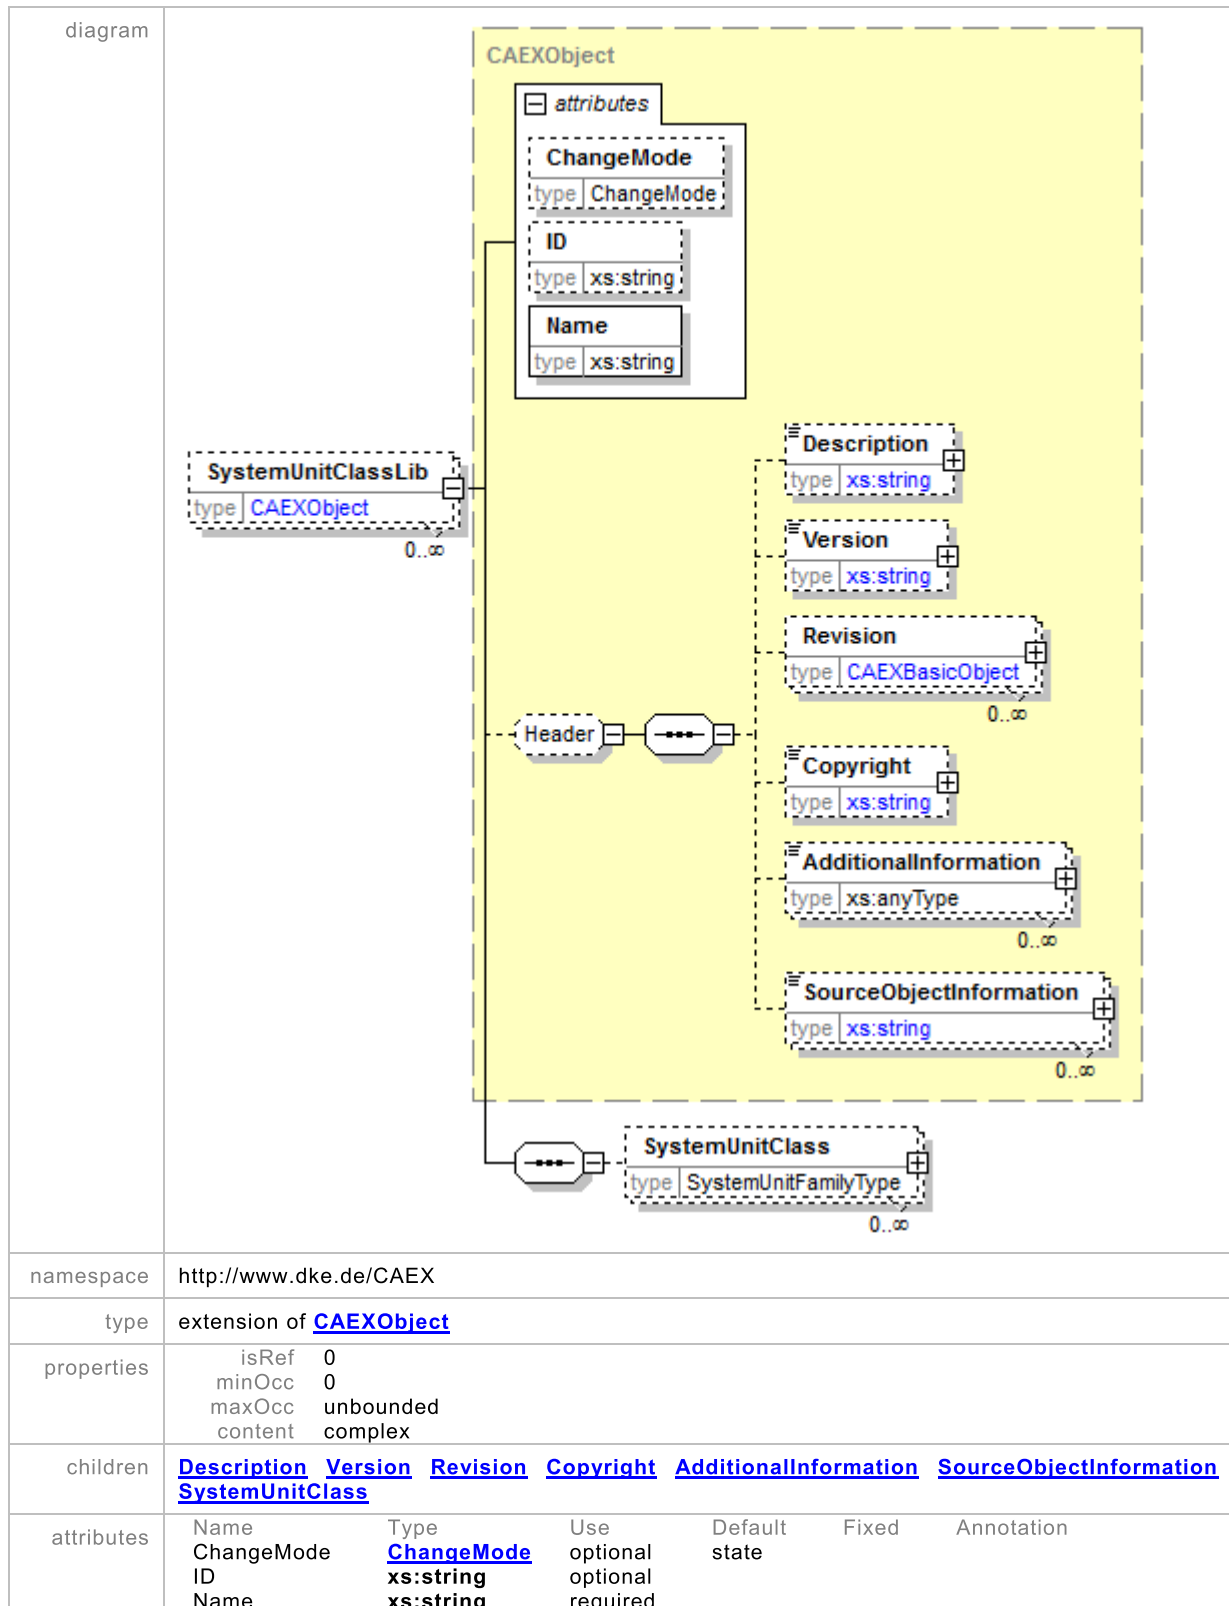 diagram
CAEXObject
attributes
ChangeMode
type ChangeMode
ID
type xs:string
Name
type xs:string
SystemUnitClassLib
type CAEXObject
0..∞
Description
type xs:string
Version
type xs:string
Revision
type CAEXBasicObject
0..∞
Header
Copyright
type xs:string
AdditionalInformation
type xs:anyType
0..∞
SourceObjectInformation
type xs:string
0..∞
SystemUnitClass
type SystemUnitFamilyType
0..∞
namespace http://www.dke.de/CAEX
type extension of CAEXObject
properties
isRef 0
minOcc 0
maxOcc unbounded
content complex
children Description Version Revision Copyright AdditionalInformation SourceObjectInformation
SystemUnitClass
attributes
Name Type Use Default Fixed Annotation
ChangeMode ChangeMode optional state
ID xs:string optional
Name xs:string required